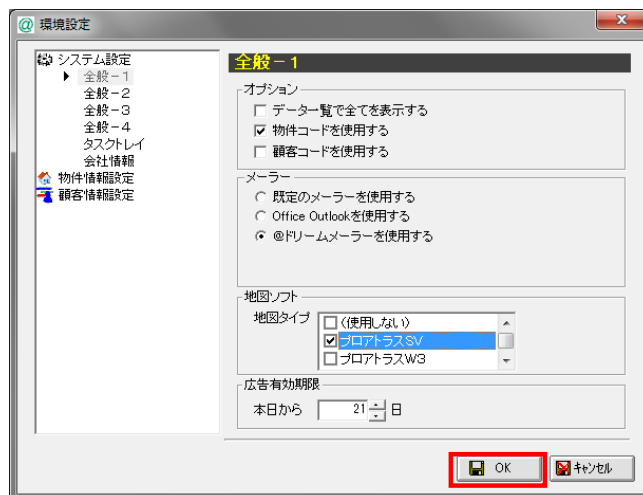 環境設定
システム設定
全般－1
全般－2
全般－3
全般－4
タスクトレイ
会社情報
物件情報設定
顧客情報設定
全般－1
オプション
データ一覧で全てを表示する
物件コードを使用する
顧客コードを使用する
メーラー
既定のメーラーを使用する
Office Outlookを使用する
@ドリームメーラーを使用する
地図ソフト
地図タイプ
(使用しない)
プロアトラスSV
プロアトラスW3
広告有効期限
本日から 21 日
OK
キャンセル